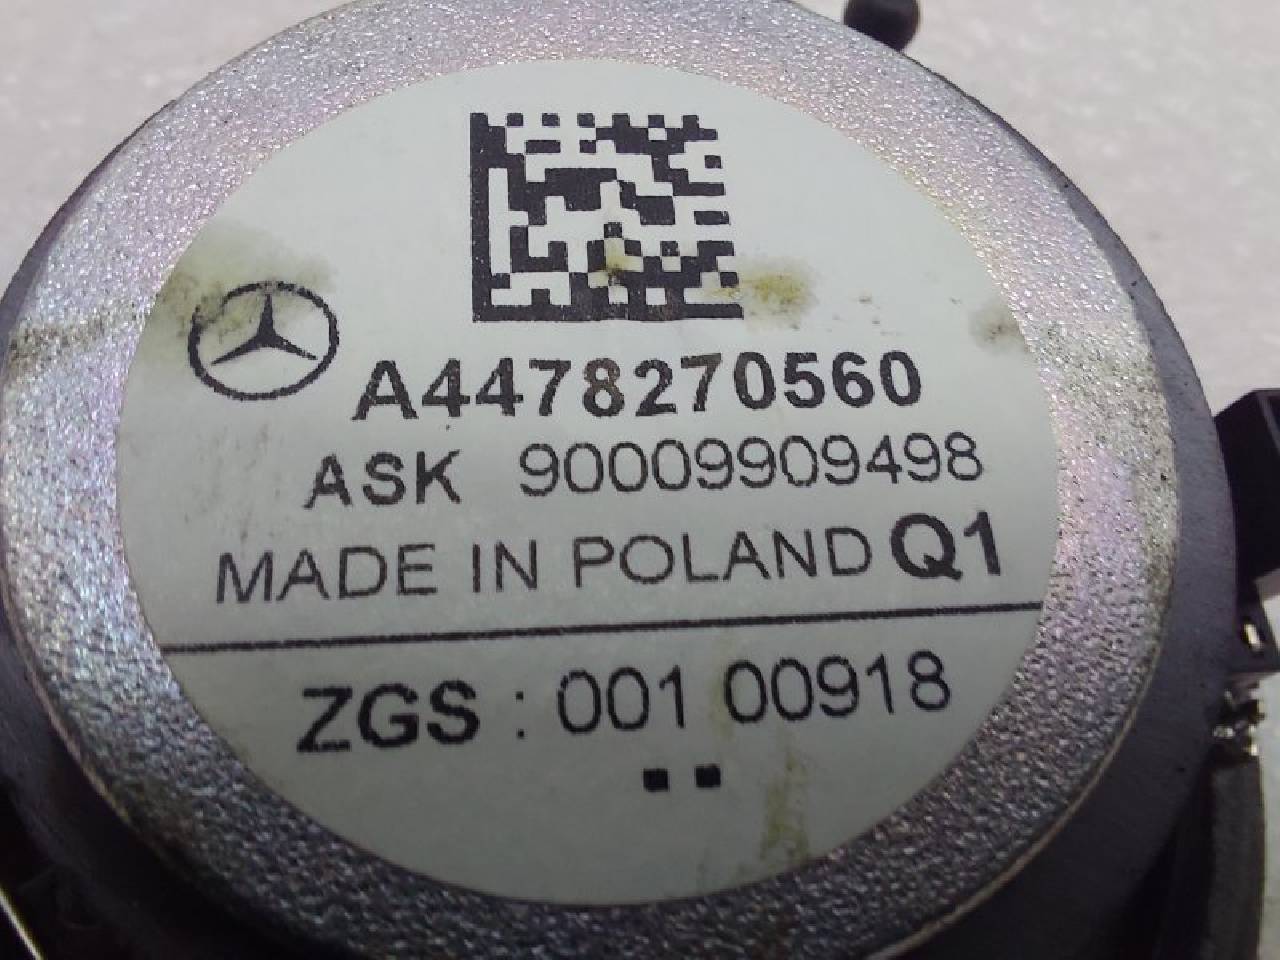 A4478270560
ASK 90009909498
MADE IN POLAND Q1
ZGS : 001 00918